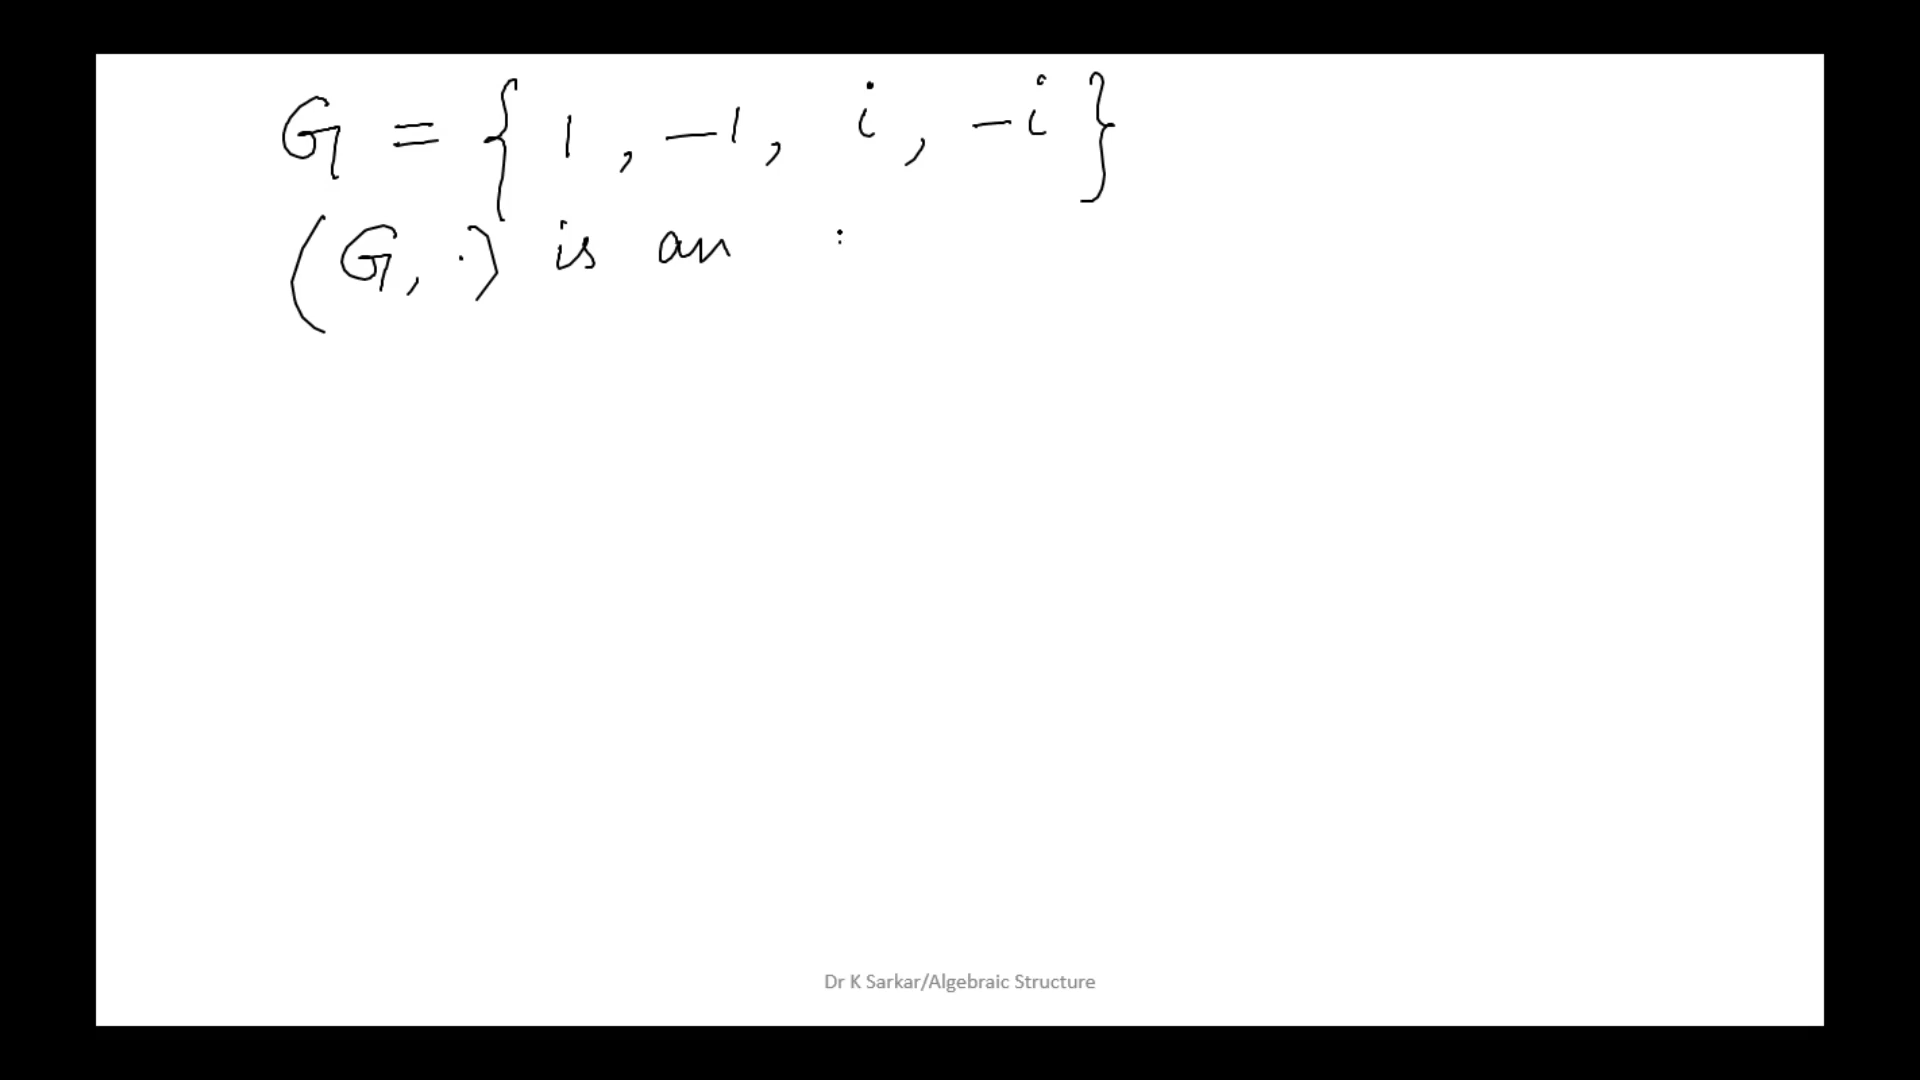 G = { 1 , -1 , i , -i }
(G, ·) is an
Dr K Sarkar/Algebraic Structure